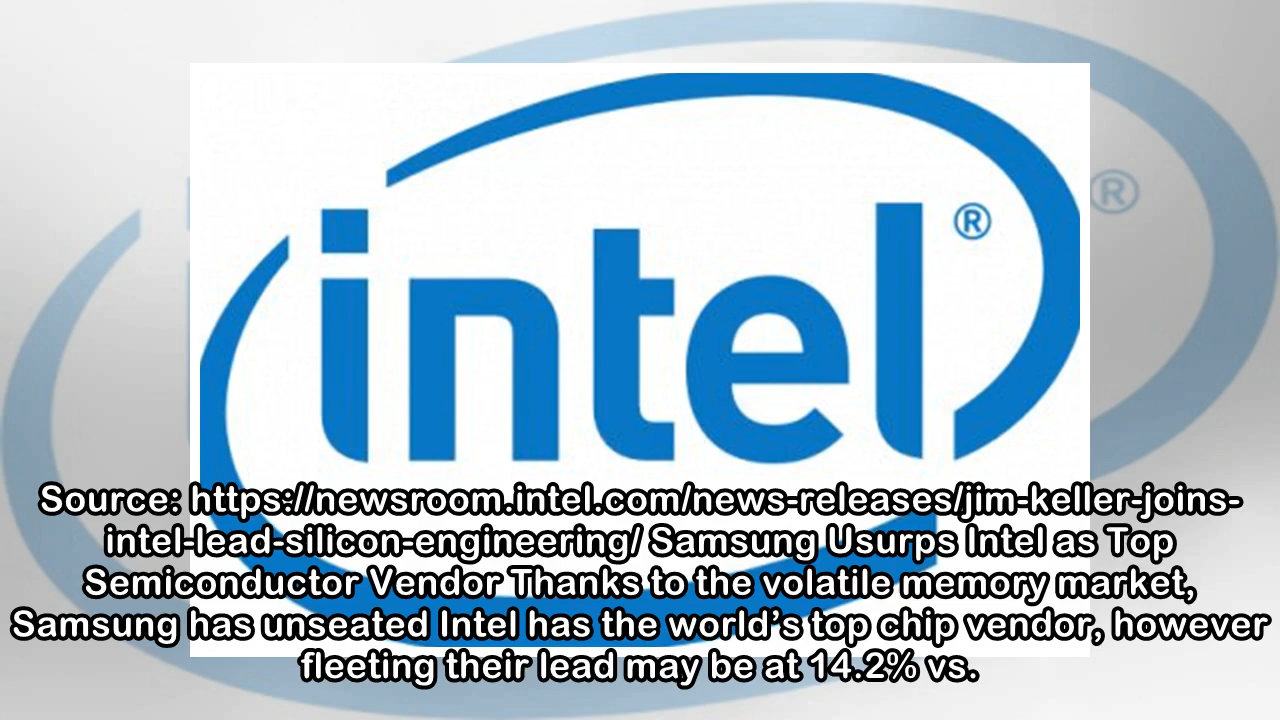 intel®
®
Source: https://newsroom.intel.com/news-releases/jim-keller-joins-
intel-lead-silicon-engineering/ Samsung Usurps Intel as Top
Semiconductor Vendor Thanks to the volatile memory market,
Samsung has unseated Intel has the world’s top chip vendor, however
fleeting their lead may be at 14.2% vs.